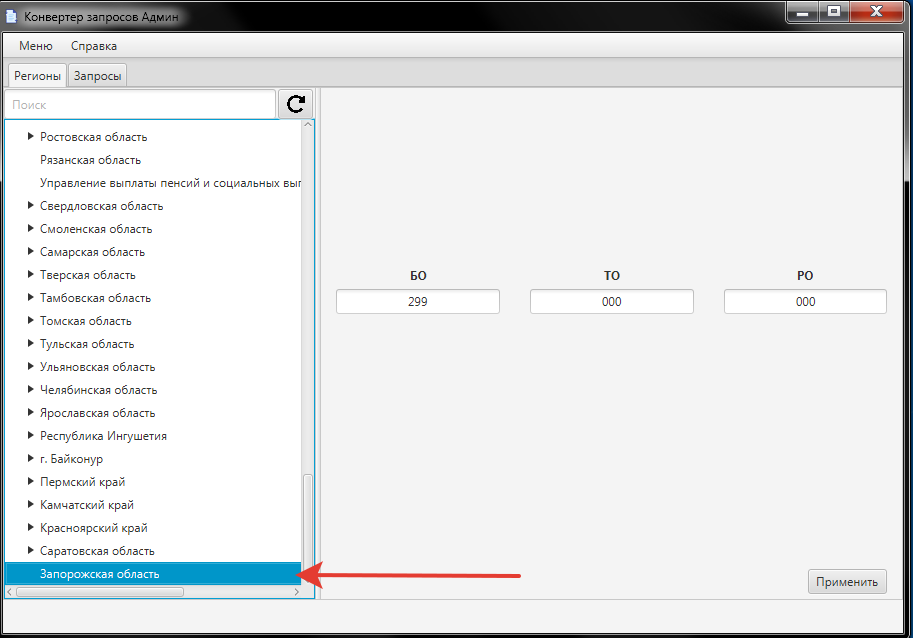 Конвертер запросов Админ
Меню Справка
Регионы Запросы
Поиск
Ростовская область
Рязанская область
Управление выплаты пенсий и социальных вып
Свердловская область
Смоленская область
Самарская область
Тверская область
Тамбовская область
Томская область
Тульская область
Ульяновская область
Челябинская область
Ярославская область
Республика Ингушетия
г. Байконур
Пермский край
Камчатский край
Красноярский край
Саратовская область
Запорожская область
БО ТО РО
299 000 000
Применить